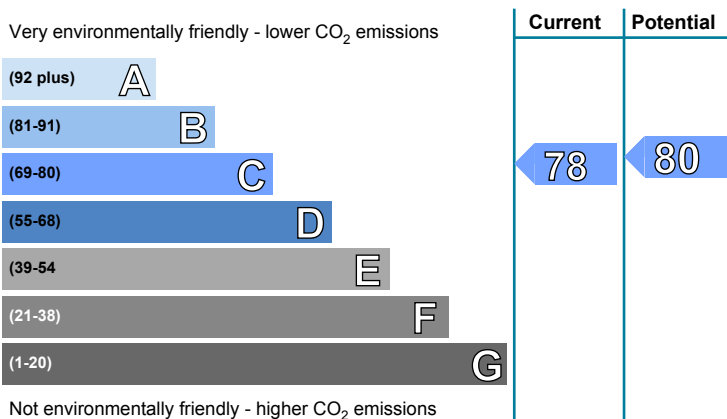 Current Potential
Very environmentally friendly - lower CO2 emissions
(92 plus) A
(81-91) B
(69-80) C 78 80
(55-68) D
(39-54 E
(21-38) F
(1-20) G
Not environmentally friendly - higher CO2 emissions